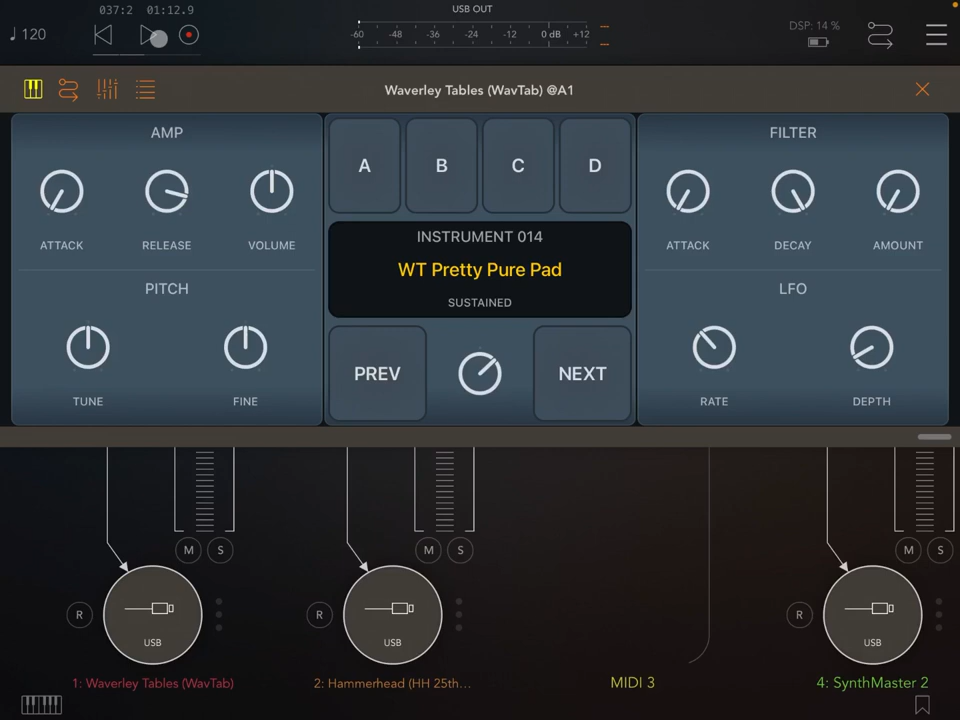 037:2 01:12.9
USB OUT
♩ 120
-60 -48 -36 -24 -12 0 dB +12
DSP: 14 %
Waverley Tables (WavTab) @A1
AMP
ATTACK RELEASE VOLUME
PITCH
TUNE FINE
A B C D
INSTRUMENT 014
WT Pretty Pure Pad
SUSTAINED
PREV NEXT
FILTER
ATTACK DECAY AMOUNT
LFO
RATE DEPTH
M S M S M S
R R R
USB USB USB
1: Waverley Tables (WavTab) 2: Hammerhead (HH 25th... MIDI 3 4: SynthMaster 2